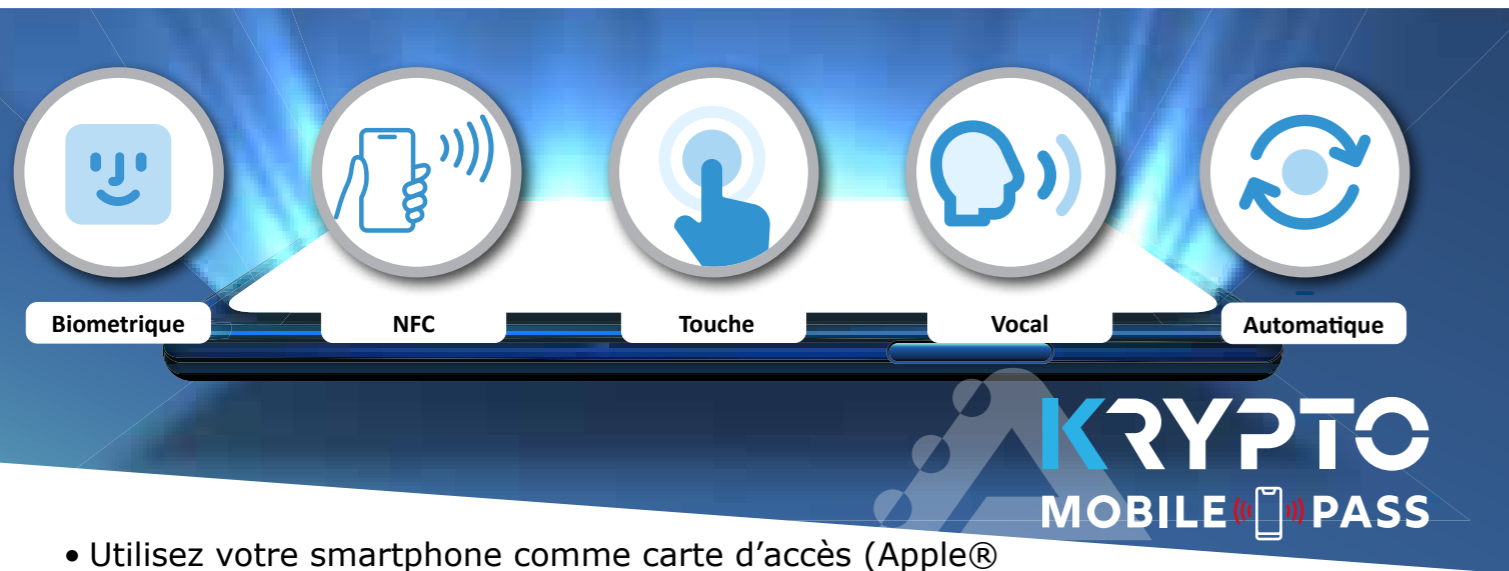 Biometrique
NFC
Touche
Vocal
Automatique
KRYPTO
MOBILE PASS
• Utilisez votre smartphone comme carte d’accès (Apple®